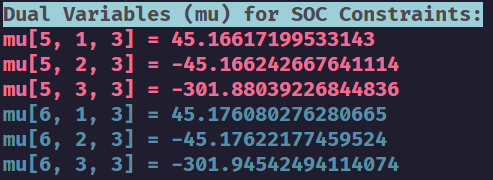 Dual Variables (mu) for SOC Constraints:
mu[5, 1, 3] = 45.16617199533143
mu[5, 2, 3] = -45.166242667641114
mu[5, 3, 3] = -301.88039226844836
mu[6, 1, 3] = 45.176080276280665
mu[6, 2, 3] = -45.17622177459524
mu[6, 3, 3] = -301.94542494114074